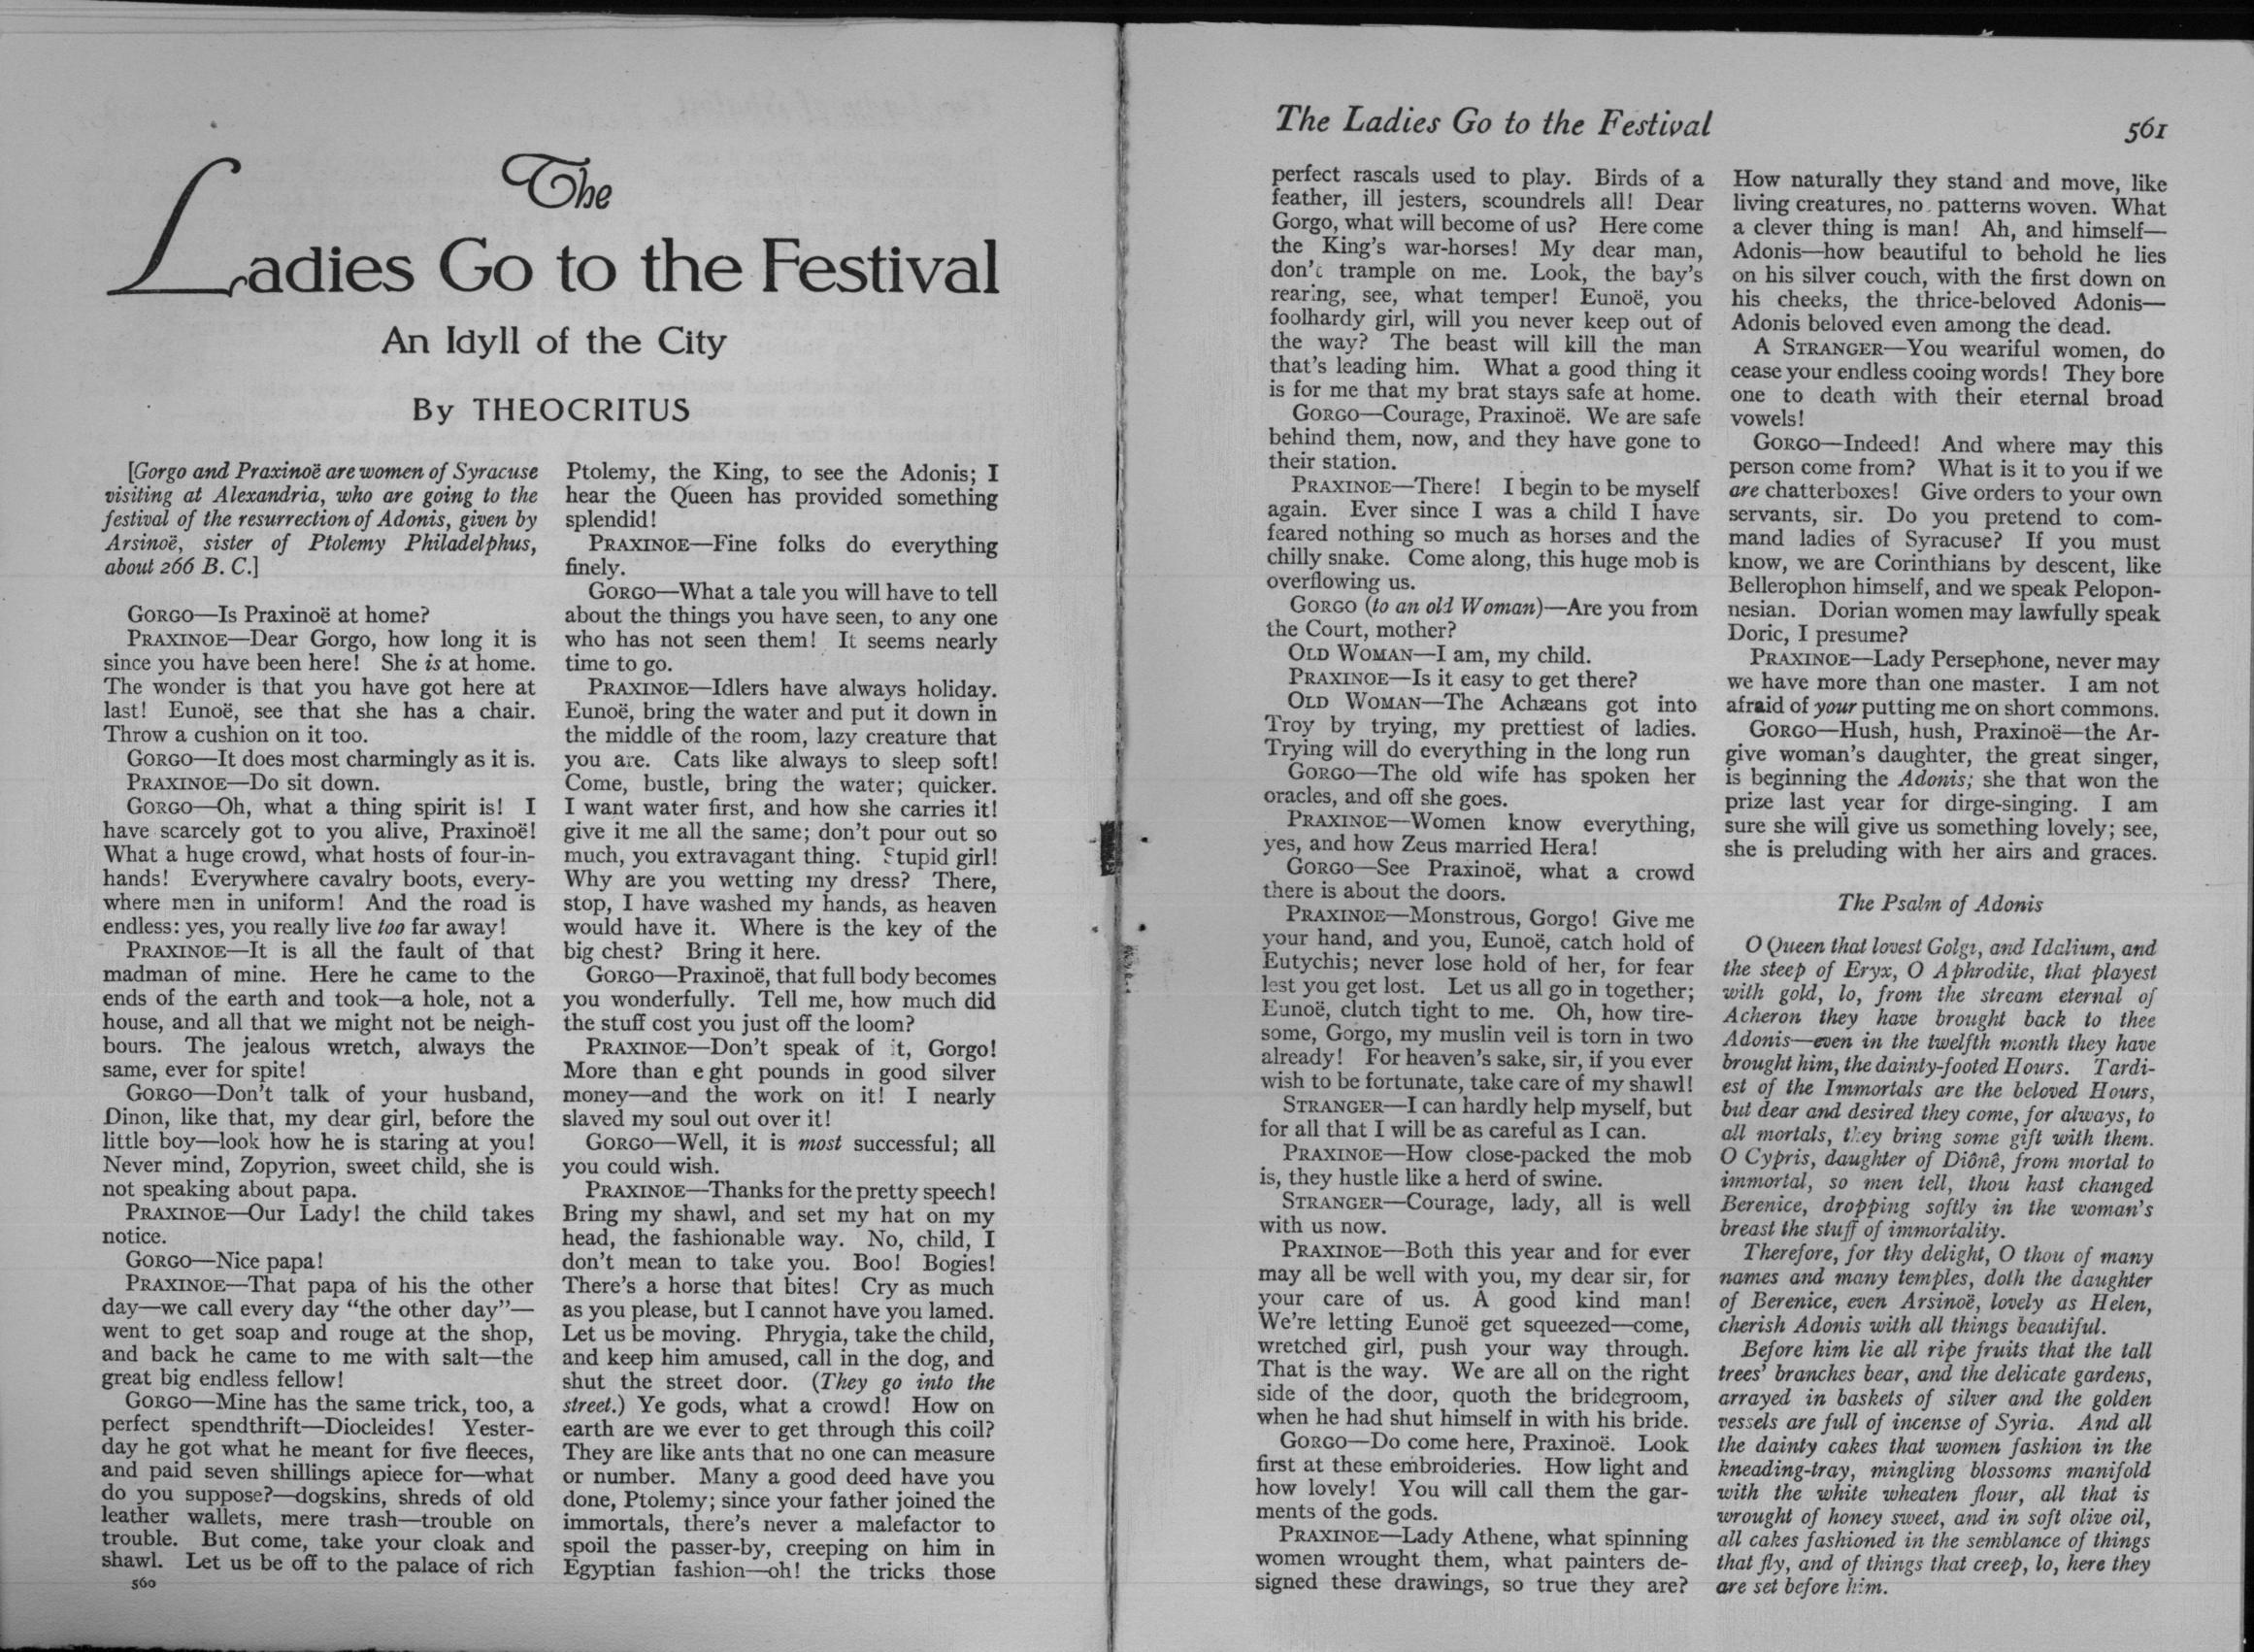 The
Ladies Go to the Festival
An Idyll of the City
By THEOCRITUS
[Gorgo and Praxinoë are women of Syracuse
visiting at Alexandria, who are going to the
festival of the resurrection of Adonis, given by
Arsinoë, sister of Ptolemy Philadelphus,
about 266 B. C.]
GORGO—Is Praxinoë at home?
PRAXINOE—Dear Gorgo, how long it is
since you have been here! She is at home.
The wonder is that you have got here at
last! Eunoë, see that she has a chair.
Throw a cushion on it too.
GORGO—It does most charmingly as it is.
PRAXINOE—Do sit down.
GORGO—Oh, what a thing spirit is! I
have scarcely got to you alive, Praxinoë!
What a huge crowd, what hosts of four-in-
hands! Everywhere cavalry boots, every-
where men in uniform! And the road is
endless: yes, you really live too far away!
PRAXINOE—It is all the fault of that
madman of mine. Here he came to the
ends of the earth and took—a hole, not a
house, and all that we might not be neigh-
bours. The jealous wretch, always the
same, ever for spite!
GORGO—Don't talk of your husband,
Dinon, like that, my dear girl, before the
little boy—look how he is staring at you!
Never mind, Zopyrion, sweet child, she is
not speaking about papa.
PRAXINOE—Our Lady! the child takes
notice.
GORGO—Nice papa!
PRAXINOE—That papa of his the other
day—we call every day "the other day"—
went to get soap and rouge at the shop,
and back he came to me with salt—the
great big endless fellow!
GORGO—Mine has the same trick, too, a
perfect spendthrift—Diocleides! Yester-
day he got what he meant for five fleeces,
and paid seven shillings apiece for—what
do you suppose?—dogskins, shreds of old
leather wallets, mere trash—trouble on
trouble. But come, take your cloak and
shawl. Let us be off to the palace of rich
560
Ptolemy, the King, to see the Adonis; I
hear the Queen has provided something
splendid!
PRAXINOE—Fine folks do everything
finely.
GORGO—What a tale you will have to tell
about the things you have seen, to any one
who has not seen them! It seems nearly
time to go.
PRAXINOE—Idlers have always holiday.
Eunoë, bring the water and put it down in
the middle of the room, lazy creature that
you are. Cats like always to sleep soft!
Come, bustle, bring the water; quicker.
I want water first, and how she carries it!
give it me all the same; don't pour out so
much, you extravagant thing. Stupid girl!
Why are you wetting my dress? There,
stop, I have washed my hands, as heaven
would have it. Where is the key of the
big chest? Bring it here.
GORGO—Praxinoë, that full body becomes
you wonderfully. Tell me, how much did
the stuff cost you just off the loom?
PRAXINOE—Don't speak of it, Gorgo!
More than e ght pounds in good silver
money—and the work on it! I nearly
slaved my soul out over it!
GORGO—Well, it is most successful; all
you could wish.
PRAXINOE—Thanks for the pretty speech!
Bring my shawl, and set my hat on my
head, the fashionable way. No, child, I
don't mean to take you. Boo! Bogies!
There's a horse that bites! Cry as much
as you please, but I cannot have you lamed.
Let us be moving. Phrygia, take the child,
and keep him amused, call in the dog, and
shut the street door. (They go into the
street.) Ye gods, what a crowd! How on
earth are we ever to get through this coil?
They are like ants that no one can measure
or number. Many a good deed have you
done, Ptolemy; since your father joined the
immortals, there's never a malefactor to
spoil the passer-by, creeping on him in
Egyptian fashion—oh! the tricks those
The Ladies Go to the Festival 561
perfect rascals used to play. Birds of a
feather, ill jesters, scoundrels all! Dear
Gorgo, what will become of us? Here come
the King's war-horses! My dear man,
don't trample on me. Look, the bay's
rearing, see, what temper! Eunoë, you
foolhardy girl, will you never keep out of
the way? The beast will kill the man
that's leading him. What a good thing it
is for me that my brat stays safe at home.
GORGO—Courage, Praxinoë. We are safe
behind them, now, and they have gone to
their station.
PRAXINOE—There! I begin to be myself
again. Ever since I was a child I have
feared nothing so much as horses and the
chilly snake. Come along, this huge mob is
overflowing us.
GORGO (to an old Woman)—Are you from
the Court, mother?
OLD WOMAN—I am, my child.
PRAXINOE—Is it easy to get there?
OLD WOMAN—The Achæans got into
Troy by trying, my prettiest of ladies.
Trying will do everything in the long run
GORGO—The old wife has spoken her
oracles, and off she goes.
PRAXINOE—Women know everything,
yes, and how Zeus married Hera!
GORGO—See Praxinoë, what a crowd
there is about the doors.
PRAXINOE—Monstrous, Gorgo! Give me
your hand, and you, Eunoë, catch hold of
Eutychis; never lose hold of her, for fear
lest you get lost. Let us all go in together;
Eunoë, clutch tight to me. Oh, how tire-
some, Gorgo, my muslin veil is torn in two
already! For heaven's sake, sir, if you ever
wish to be fortunate, take care of my shawl!
STRANGER—I can hardly help myself, but
for all that I will be as careful as I can.
PRAXINOE—How close-packed the mob
is, they hustle like a herd of swine.
STRANGER—Courage, lady, all is well
with us now.
PRAXINOE—Both this year and for ever
may all be well with you, my dear sir, for
your care of us. A good kind man!
We're letting Eunoë get squeezed—come,
wretched girl, push your way through.
That is the way. We are all on the right
side of the door, quoth the bridegroom,
when he had shut himself in with his bride.
GORGO—Do come here, Praxinoë. Look
first at these embroideries. How light and
how lovely! You will call them the gar-
ments of the gods.
PRAXINOE—Lady Athene, what spinning
women wrought them, what painters de-
signed these drawings, so true they are?
How naturally they stand and move, like
living creatures, no patterns woven. What
a clever thing is man! Ah, and himself—
Adonis—how beautiful to behold he lies
on his silver couch, with the first down on
his cheeks, the thrice-beloved Adonis—
Adonis beloved even among the dead.
A STRANGER—You weariful women, do
cease your endless cooing words! They bore
one to death with their eternal broad
vowels!
GORGO—Indeed! And where may this
person come from? What is it to you if we
are chatterboxes! Give orders to your own
servants, sir. Do you pretend to com-
mand ladies of Syracuse? If you must
know, we are Corinthians by descent, like
Bellerophon himself, and we speak Pelopon-
nesian. Dorian women may lawfully speak
Doric, I presume?
PRAXINOE—Lady Persephone, never may
we have more than one master. I am not
afraid of your putting me on short commons.
GORGO—Hush, hush, Praxinoë—the Ar-
give woman's daughter, the great singer,
is beginning the Adonis; she that won the
prize last year for dirge-singing. I am
sure she will give us something lovely; see,
she is preluding with her airs and graces.
The Psalm of Adonis
O Queen that lovest Golgi, and Idalium, and
the steep of Eryx, O Aphrodite, that playest
with gold, lo, from the stream eternal of
Acheron they have brought back to thee
Adonis—even in the twelfth month they have
brought him, the dainty-footed Hours. Tardi-
est of the Immortals are the beloved Hours,
but dear and desired they come, for always, to
all mortals, they bring some gift with them.
O Cypris, daughter of Diônê, from mortal to
immortal, so men tell, thou hast changed
Berenice, dropping softly in the woman's
breast the stuff of immortality.
Therefore, for thy delight, O thou of many
names and many temples, doth the daughter
of Berenice, even Arsinoë, lovely as Helen,
cherish Adonis with all things beautiful.
Before him lie all ripe fruits that the tall
trees' branches bear, and the delicate gardens,
arrayed in baskets of silver and the golden
vessels are full of incense of Syria. And all
the dainty cakes that women fashion in the
kneading-tray, mingling blossoms manifold
with the white wheaten flour, all that is
wrought of honey sweet, and in soft olive oil,
all cakes fashioned in the semblance of things
that fly, and of things that creep, lo, here they
are set before him.